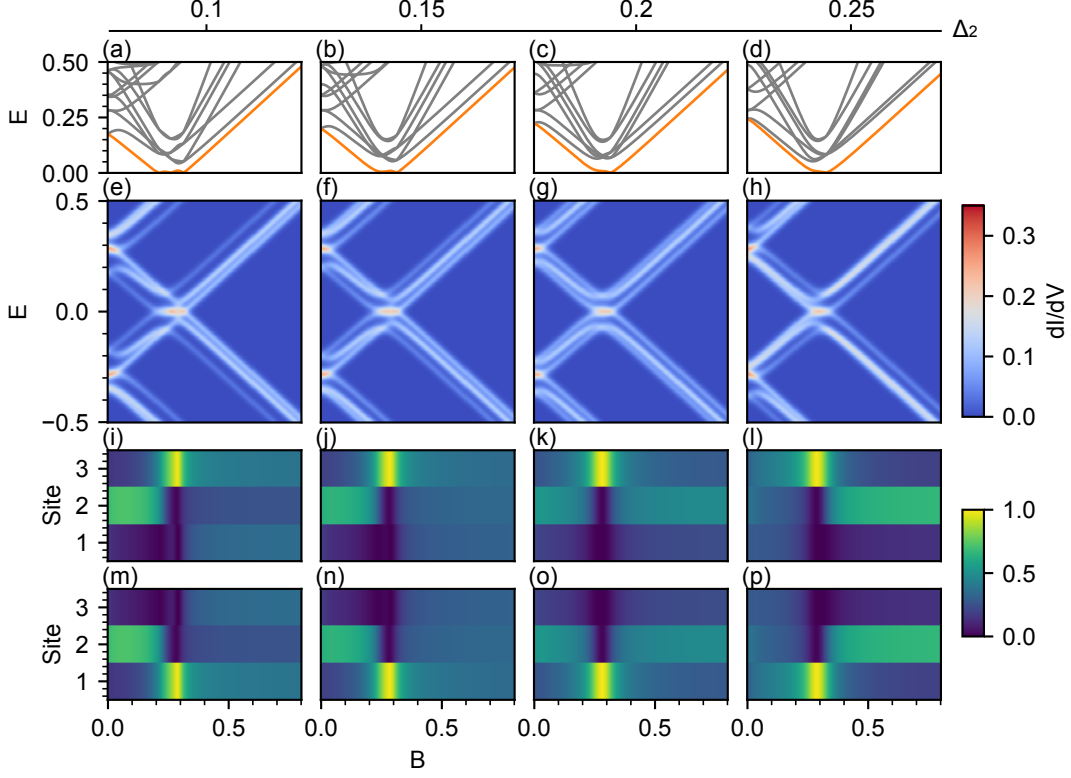 0.1 0.15 0.2 0.25
Δ2
(a) (b) (c) (d)
0.50
0.25
0.00
E
(e) (f) (g) (h)
0.5
0.0
−0.5
E
0.3
0.2
0.1
0.0
dI/dV
(i) (j) (k) (l)
3
2
1
Site
(m) (n) (o) (p)
3
2
1
Site
1.0
0.5
0.0
0.0 0.5 0.0 0.5 0.0 0.5 0.0 0.5
B